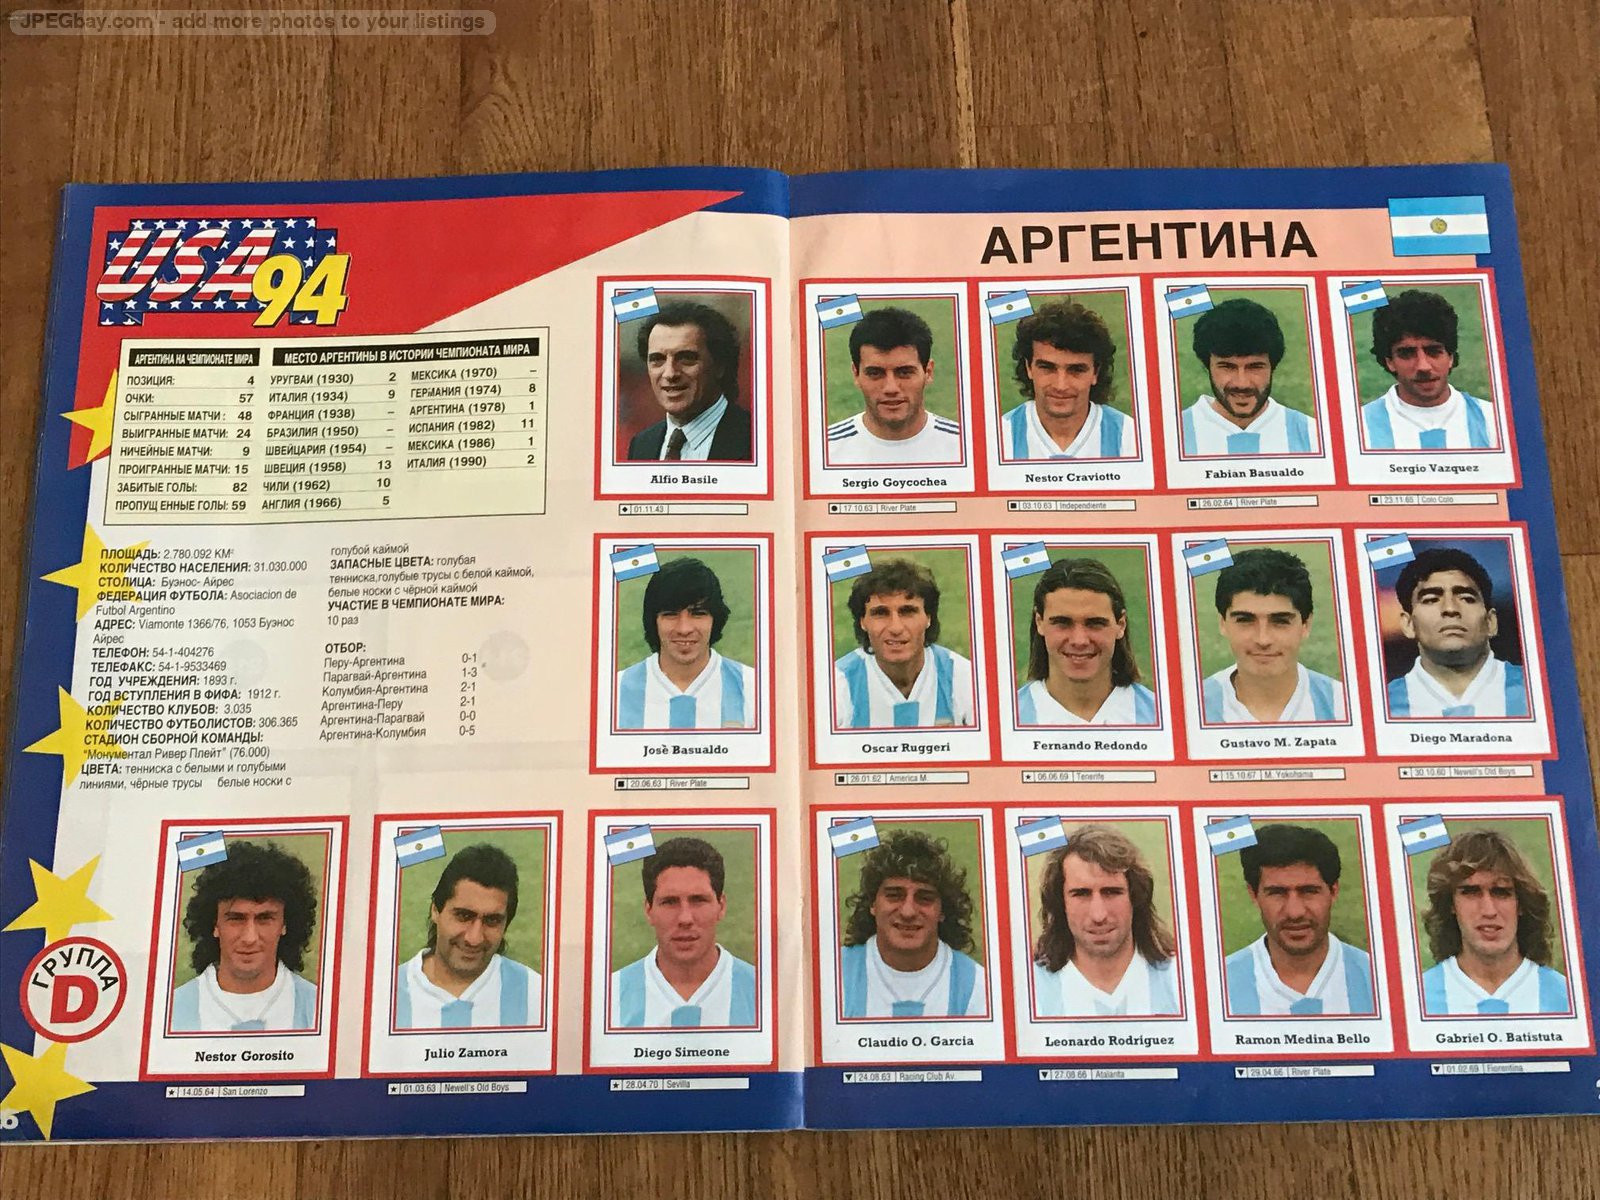 JPEGbay.com - add more photos to your listings
USA94
АРГЕНТИНА
АРГЕНТИНА НА ЧЕМПИОНАТЕ МИРА
ПОЗИЦИЯ: 4
ОЧКИ: 57
СЫГРАННЫЕ МАТЧИ : 48
ВЫИГРАННЫЕ МАТЧИ: 24
НИЧЕЙНЫЕ МАТЧИ: 9
ПРОИГРАННЫЕ МАТЧИ: 15
ЗАБИТЫЕ ГОЛЫ: 82
ПРОПУЩ ЕННЫЕ ГОЛЫ: 59
МЕСТО АРГЕНТИНЫ В ИСТОРИИ ЧЕМПИОНАТА МИРА
УРУГВАИ (1930) 2
ИТАЛИЯ (1934) 9
ФРАНЦИЯ (1938) –
БРАЗИЛИЯ (1950) –
ШВЕЙЦАРИЯ (1954) –
ШВЕЦИЯ (1958) 13
ЧИЛИ (1962) 10
АНГЛИЯ (1966) 5
МЕКСИКА (1970) –
ГЕРМАНИЯ (1974) 8
АРГЕНТИНА (1978) 1
ИСПАНИЯ (1982) 11
МЕКСИКА (1986) 1
ИТАЛИЯ (1990) 2
ПЛОЩАДЬ: 2.780.092 КМ²
КОЛИЧЕСТВО НАСЕЛЕНИЯ: 31.030.000
СТОЛИЦА: Буэнос- Айрес
ФЕДЕРАЦИЯ ФУТБОЛА: Asociacion de
Futbol Argentino
АДРЕС: Viamonte 1366/76, 1053 Буэнос
Айрес
ТЕЛЕФОН: 54-1-404276
ТЕЛЕФАКС: 54-1-9533469
ГОД УЧРЕЖДЕНИЯ: 1893 г.
ГОД ВСТУПЛЕНИЯ В ФИФА: 1912 г.
КОЛИЧЕСТВО КЛУБОВ: 3.035
КОЛИЧЕСТВО ФУТБОЛИСТОВ: 306.365
СТАДИОН СБОРНОЙ КОМАНДЫ:
"Монументал Ривер Плейт" (76.000)
ЦВЕТА: тенниска с белыми и голубыми
линиями, чёрные трусы белые носки с
голубой каймой
ЗАПАСНЫЕ ЦВЕТА: голубая
тенниска,голубые трусы с белой каймой,
белые носки с чёрной каймой
УЧАСТИЕ В ЧЕМПИОНАТЕ МИРА:
10 раз
ОТБОР:
Перу-Аргентина 0-1
Парагвай-Аргентина 1-3
Колумбия-Аргентина 2-1
Аргентина-Перу 2-1
Аргентина-Парагвай 0-0
Аргентина-Колумбия 0-5
Alfio Basile
01.11.43
Sergio Goycochea
17.10.63 River Plate
Nestor Craviotto
03.10.63 Independiente
Fabian Basualdo
26.02.64 River Plate
Sergio Vazquez
23.11.65 Colo Colo
Josè Basualdo
20.06.63 River Plate
Oscar Ruggeri
26.01.62 America M.
Fernando Redondo
06.06.69 Tenerife
Gustavo M. Zapata
15.10.67 M. Yokohama
Diego Maradona
30.10.60 Newell's Old Boys
ГРУППА
D
Nestor Gorosito
14.05.64 San Lorenzo
Julio Zamora
01.03.63 Newell's Old Boys
Diego Simeone
28.04.70 Sevilla
Claudio O. Garcia
24.08.63 Racing Club Av.
Leonardo Rodriguez
27.08.66 Atalanta
Ramon Medina Bello
29.04.66 River Plate
Gabriel O. Batistuta
01.02.69 Fiorentina